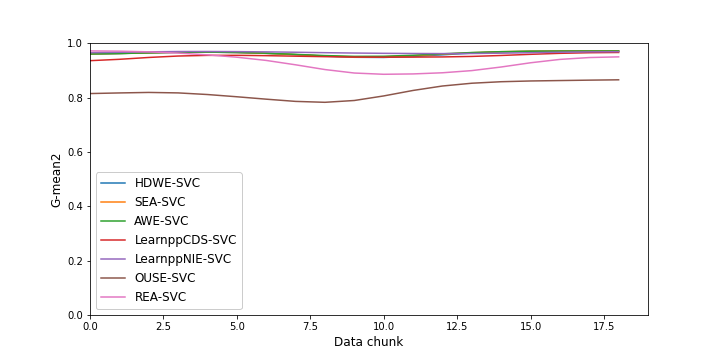 1.0
0.8
0.6
0.4
0.2
0.0
G-mean2
HDWE-SVC
SEA-SVC
AWE-SVC
LearnppCDS-SVC
LearnppNIE-SVC
OUSE-SVC
REA-SVC
0.0 2.5 5.0 7.5 10.0 12.5 15.0 17.5
Data chunk